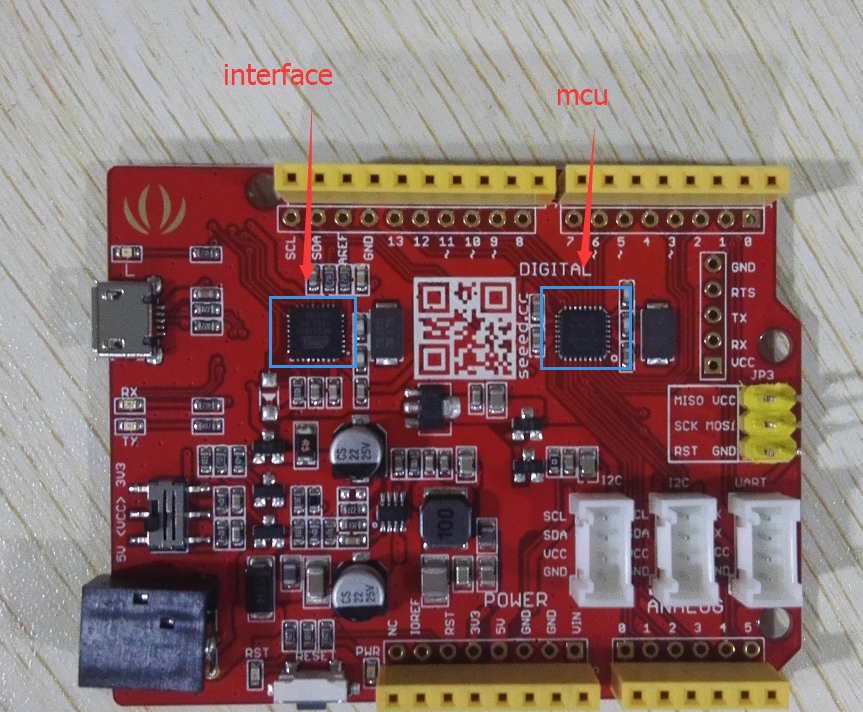 interface
mcu
SCL
SDA
AREF
GND
13 12 11 10 9 8
7 6 5 4 3 2 1 0
~ ~ ~
~ ~ ~
DIGITAL
L
GND
RTS
TX
RX
VCC
seeed.cc
JP3
MISO VCC
SCK MOSI
RST GND
RX
TX
5V <VCC> 3V3
CS
22
25V
100
I2C
I2C
UART
SCL
SDA
VCC
GND
CS
22
25V
POWER
ANALOG
NC
IOREF
RST
3V3
5V
GND
GND
VIN
0 1 2 3 4 5
RST
RESET
PWR